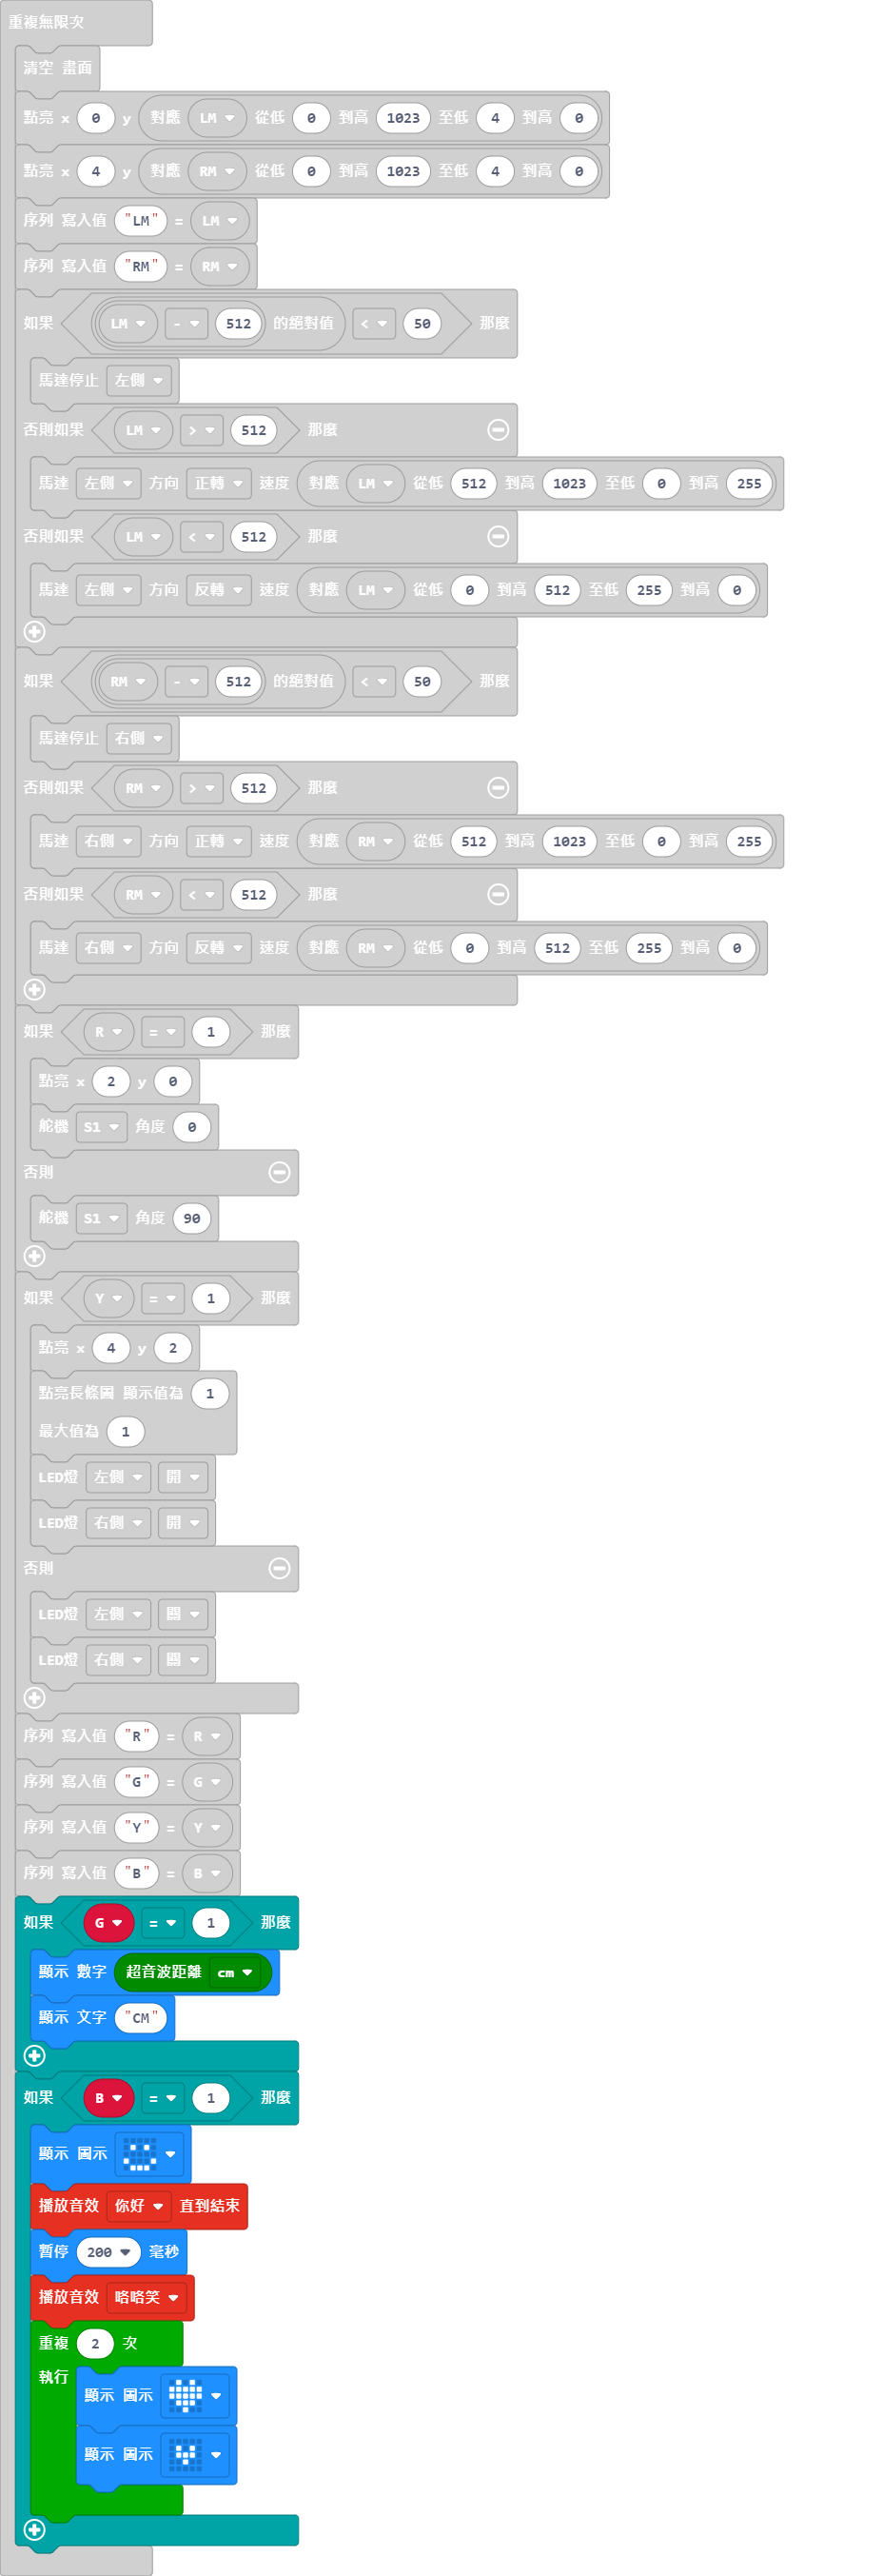 重複無限次
清空 畫面
點亮 x 0 y 對應 LM 從低 0 到高 1023 至低 4 到高 0
點亮 x 4 y 對應 RM 從低 0 到高 1023 至低 4 到高 0
序列 寫入值 "LM" = LM
序列 寫入值 "RM" = RM
如果 LM - 512 的絕對值 < 50 那麼
馬達停止 左側
否則如果 LM > 512 那麼
馬達 左側 方向 正轉 速度 對應 LM 從低 512 到高 1023 至低 0 到高 255
否則如果 LM < 512 那麼
馬達 左側 方向 反轉 速度 對應 LM 從低 0 到高 512 至低 255 到高 0
如果 RM - 512 的絕對值 < 50 那麼
馬達停止 右側
否則如果 RM > 512 那麼
馬達 右側 方向 正轉 速度 對應 RM 從低 512 到高 1023 至低 0 到高 255
否則如果 RM < 512 那麼
馬達 右側 方向 反轉 速度 對應 RM 從低 0 到高 512 至低 255 到高 0
如果 R = 1 那麼
點亮 x 2 y 0
舵機 S1 角度 0
否則
舵機 S1 角度 90
如果 Y = 1 那麼
點亮 x 4 y 2
點亮長條圖 顯示值為 1
最大值為 1
LED燈 左側 開
LED燈 右側 開
否則
LED燈 左側 關
LED燈 右側 關
序列 寫入值 "R" = R
序列 寫入值 "G" = G
序列 寫入值 "Y" = Y
序列 寫入值 "B" = B
如果 G = 1 那麼
顯示 數字 超音波距離 cm
顯示 文字 "CM"
如果 B = 1 那麼
顯示 圖示
播放音效 你好 直到結束
暫停 200 毫秒
播放音效 咯咯笑
重複 2 次
執行
顯示 圖示
顯示 圖示